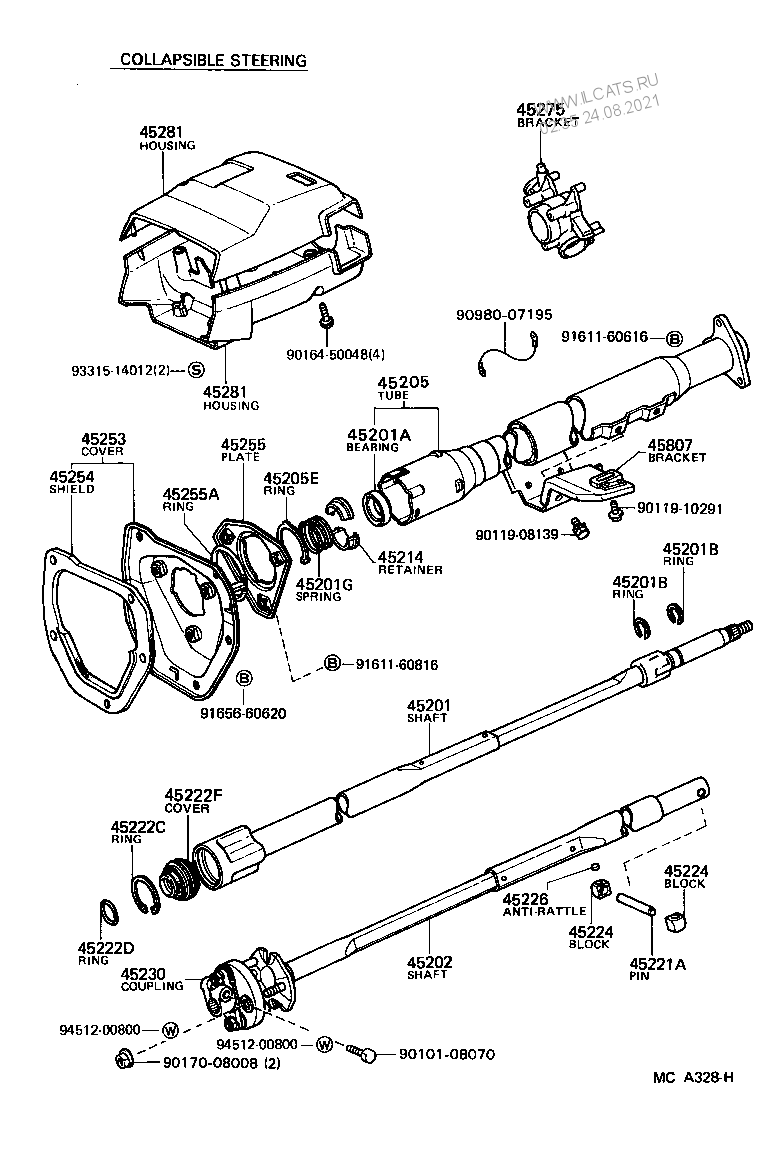 COLLAPSIBLE STEERING
WWW.ILCATS.RU
24.08.2021
45281
HOUSING
45275
BRACKET
90980-07195
91611-60616 B
90164-50048(4)
93315-14012(2) S
45281
HOUSING
45205
TUBE
45201A
BEARING
45253
COVER
45254
SHIELD
45255
PLATE
45255A
RING
45205E
RING
45807
BRACKET
90119-10291
90119-08139
45214
RETAINER
45201G
SPRING
45201B
RING
45201B
RING
B 91611-60816
B
91656-60620
45201
SHAFT
45222F
COVER
45222C
RING
45222D
RING
45230
COUPLING
45226
ANTI-RATTLE
45224
BLOCK
45224
BLOCK
45221A
PIN
45202
SHAFT
94512-00800 W
94512-00800 W
90170-08008 (2)
90101-08070
MC A328-H